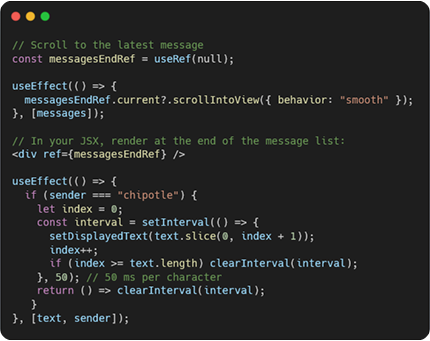 // Scroll to the latest message
const messagesEndRef = useRef(null);
useEffect(() => {
messagesEndRef.current?.scrollIntoView({ behavior: "smooth" });
}, [messages]);
// In your JSX, render at the end of the message list:
<div ref={messagesEndRef} />
useEffect(() => {
if (sender === "chipotle") {
let index = 0;
const interval = setInterval(() => {
setDisplayedText(text.slice(0, index + 1));
index++;
if (index >= text.length) clearInterval(interval);
}, 50); // 50 ms per character
return () => clearInterval(interval);
}
}, [text, sender]);